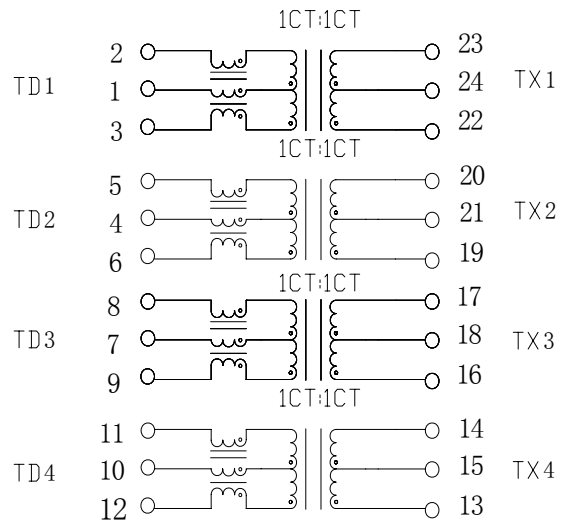 1CT:1CT
2 23
TD1 1 24 TX1
3 22
1CT:1CT
5 20
TD2 4 21 TX2
6 19
1CT:1CT
8 17
TD3 7 18 TX3
9 16
1CT:1CT
11 14
TD4 10 15 TX4
12 13